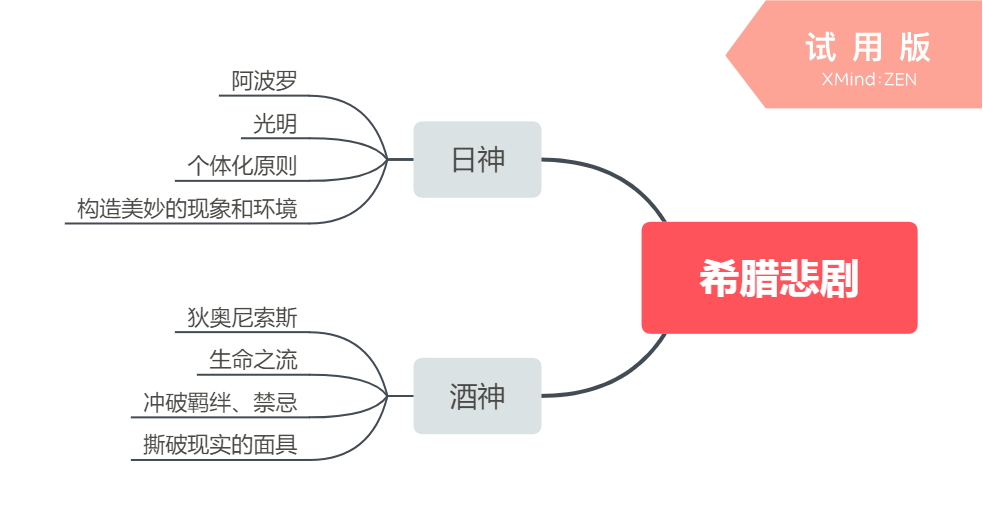 试用版
XMind:ZEN
希腊悲剧
日神
阿波罗
光明
个体化原则
构造美妙的现象和环境
酒神
狄奥尼索斯
生命之流
冲破羁绊、禁忌
撕破现实的面具